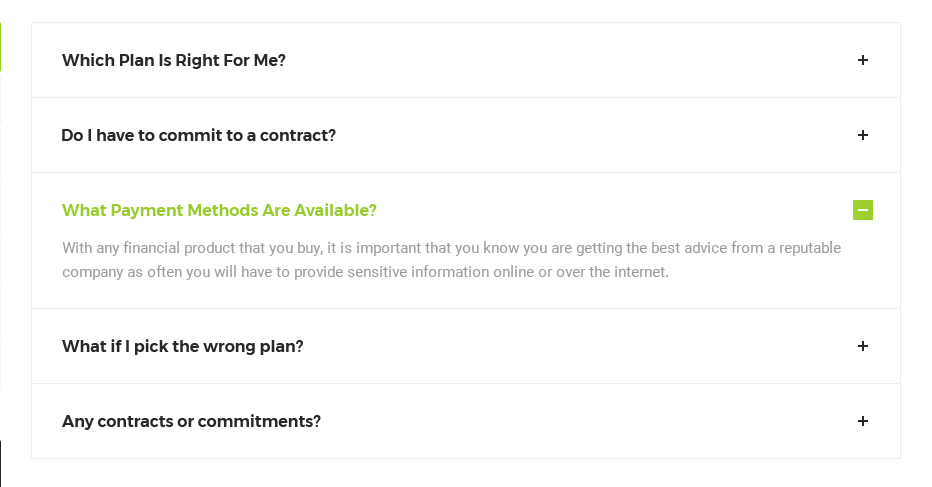 Which Plan Is Right For Me?
Do I have to commit to a contract?
What Payment Methods Are Available?
With any financial product that you buy, it is important that you know you are getting the best advice from a reputable
company as often you will have to provide sensitive information online or over the internet.
What if I pick the wrong plan?
Any contracts or commitments?